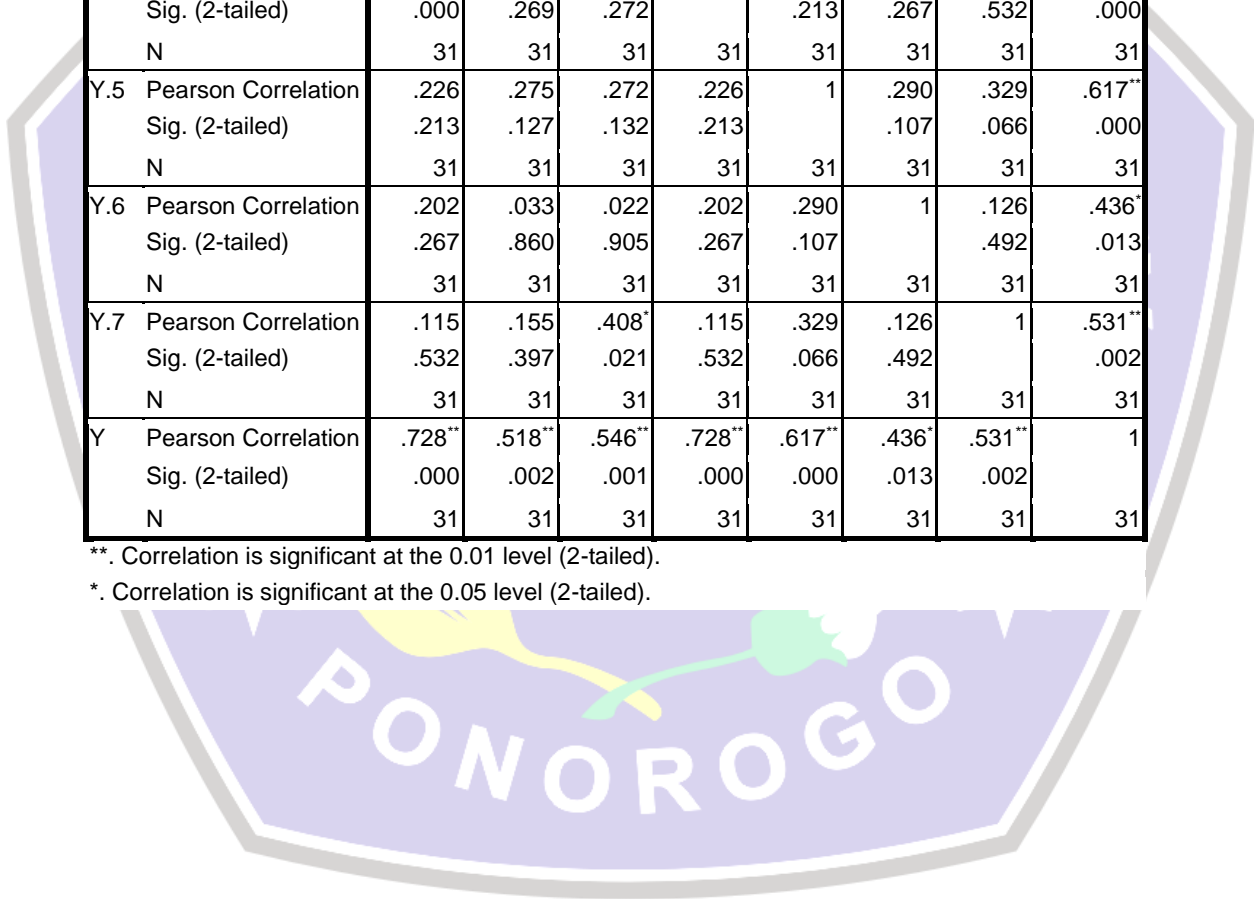 Sig. (2-tailed) .000 .269 .272 .213 .267 .532 .000
N 31 31 31 31 31 31 31 31
Y.5 Pearson Correlation .226 .275 .272 .226 1 .290 .329 .617**
Sig. (2-tailed) .213 .127 .132 .213 .107 .066 .000
N 31 31 31 31 31 31 31 31
Y.6 Pearson Correlation .202 .033 .022 .202 .290 1 .126 .436*
Sig. (2-tailed) .267 .860 .905 .267 .107 .492 .013
N 31 31 31 31 31 31 31 31
Y.7 Pearson Correlation .115 .155 .408* .115 .329 .126 1 .531**
Sig. (2-tailed) .532 .397 .021 .532 .066 .492 .002
N 31 31 31 31 31 31 31 31
Y Pearson Correlation .728** .518** .546** .728** .617** .436* .531** 1
Sig. (2-tailed) .000 .002 .001 .000 .000 .013 .002
N 31 31 31 31 31 31 31 31
**. Correlation is significant at the 0.01 level (2-tailed).
*. Correlation is significant at the 0.05 level (2-tailed).
PONOROGO